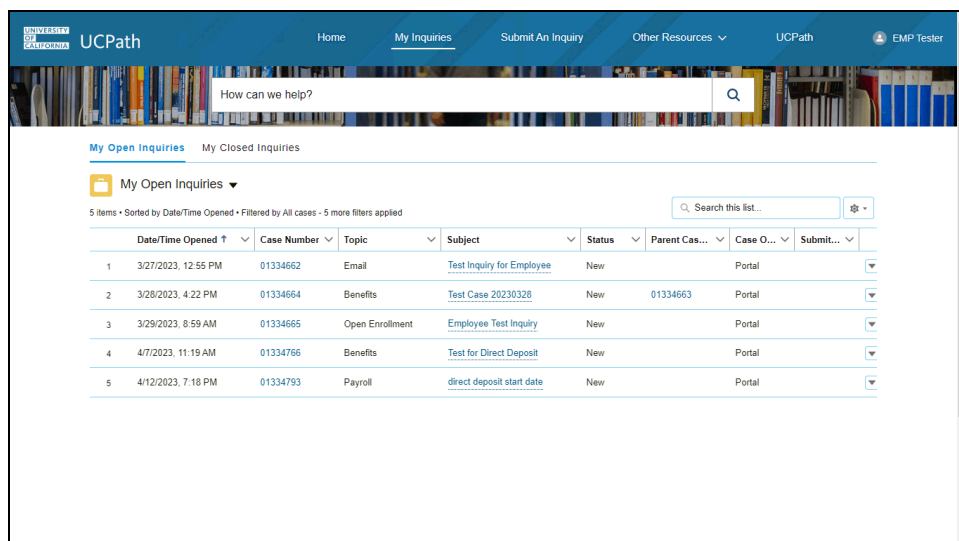 UNIVERSITY
OF
CALIFORNIA
UCPath
Home
My Inquiries
Submit An Inquiry
Other Resources
UCPath
EMP Tester
How can we help?
My Open Inquiries
My Closed Inquiries
My Open Inquiries
5 items • Sorted by Date/Time Opened • Filtered by All cases - 5 more filters applied
Search this list...
Date/Time Opened ↑ Case Number Topic Subject Status Parent Cas... Case O... Submit...
1 3/27/2023, 12:55 PM 01334662 Email Test Inquiry for Employee New Portal
2 3/28/2023, 4:22 PM 01334664 Benefits Test Case 20230328 New 01334663 Portal
3 3/29/2023, 8:59 AM 01334665 Open Enrollment Employee Test Inquiry New Portal
4 4/7/2023, 11:19 AM 01334766 Benefits Test for Direct Deposit New Portal
5 4/12/2023, 7:18 PM 01334793 Payroll direct deposit start date New Portal